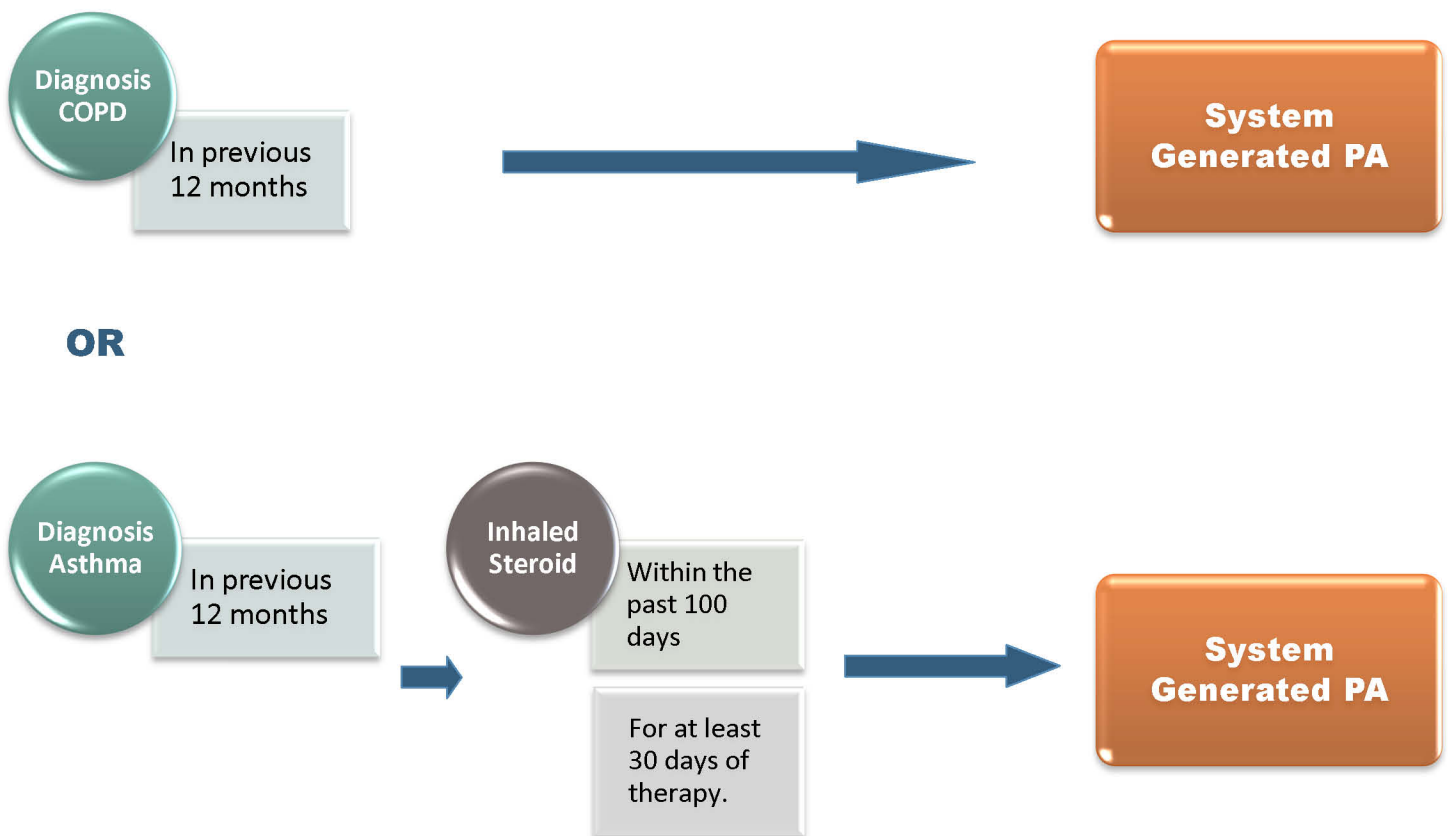 Diagnosis
COPD
In previous
12 months
System
Generated PA
OR
Diagnosis
Asthma
In previous
12 months
Inhaled
Steroid
Within the
past 100
days
For at least
30 days of
therapy.
System
Generated PA